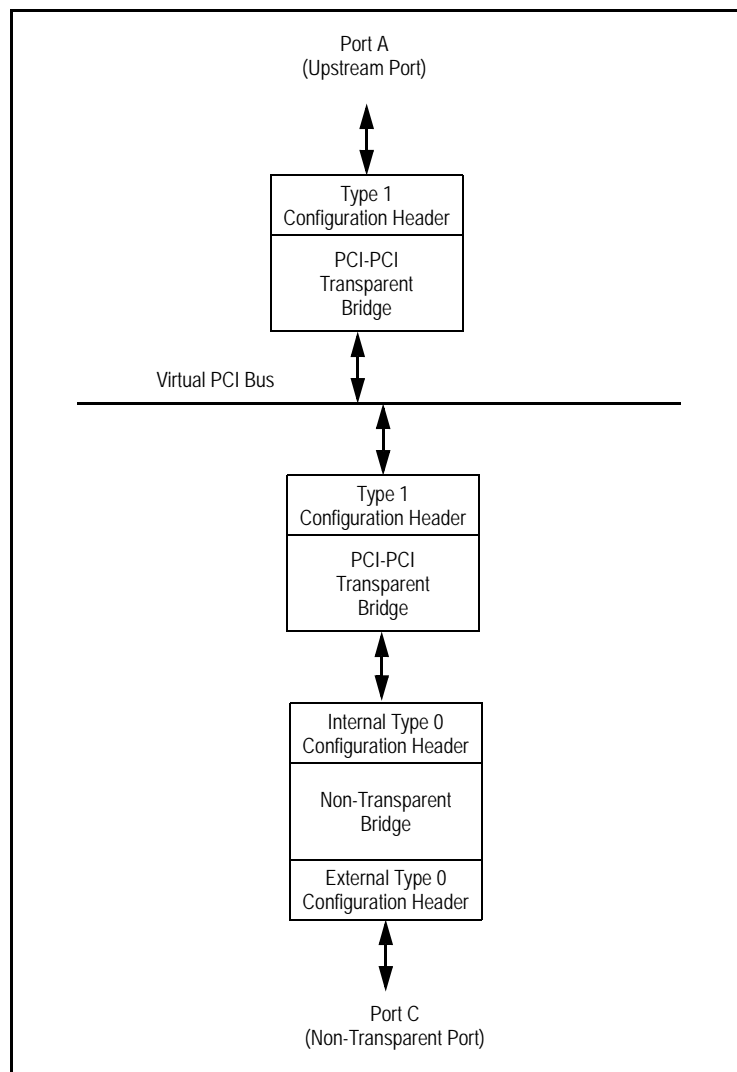 Port A
(Upstream Port)
Type 1
Configuration Header
PCI-PCI
Transparent
Bridge
Virtual PCI Bus
Type 1
Configuration Header
PCI-PCI
Transparent
Bridge
Internal Type 0
Configuration Header
Non-Transparent
Bridge
External Type 0
Configuration Header
Port C
(Non-Transparent Port)